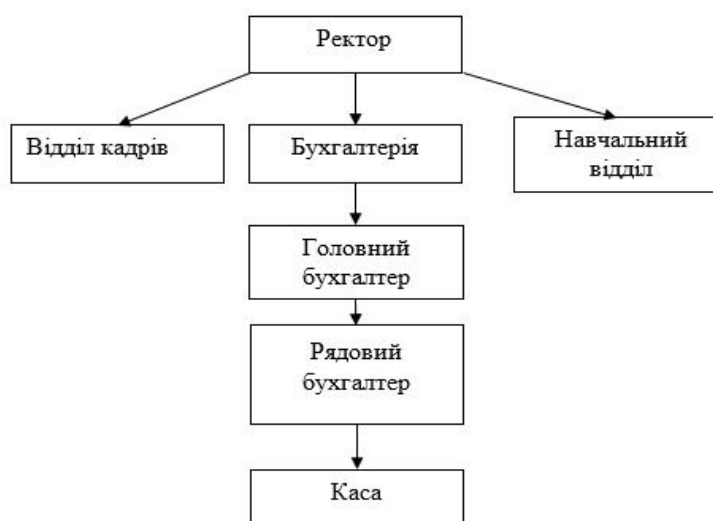 Ректор
Відділ кадрів
Бухгалтерія
Навчальний
відділ
Головний
бухгалтер
Рядовий
бухгалтер
Каса